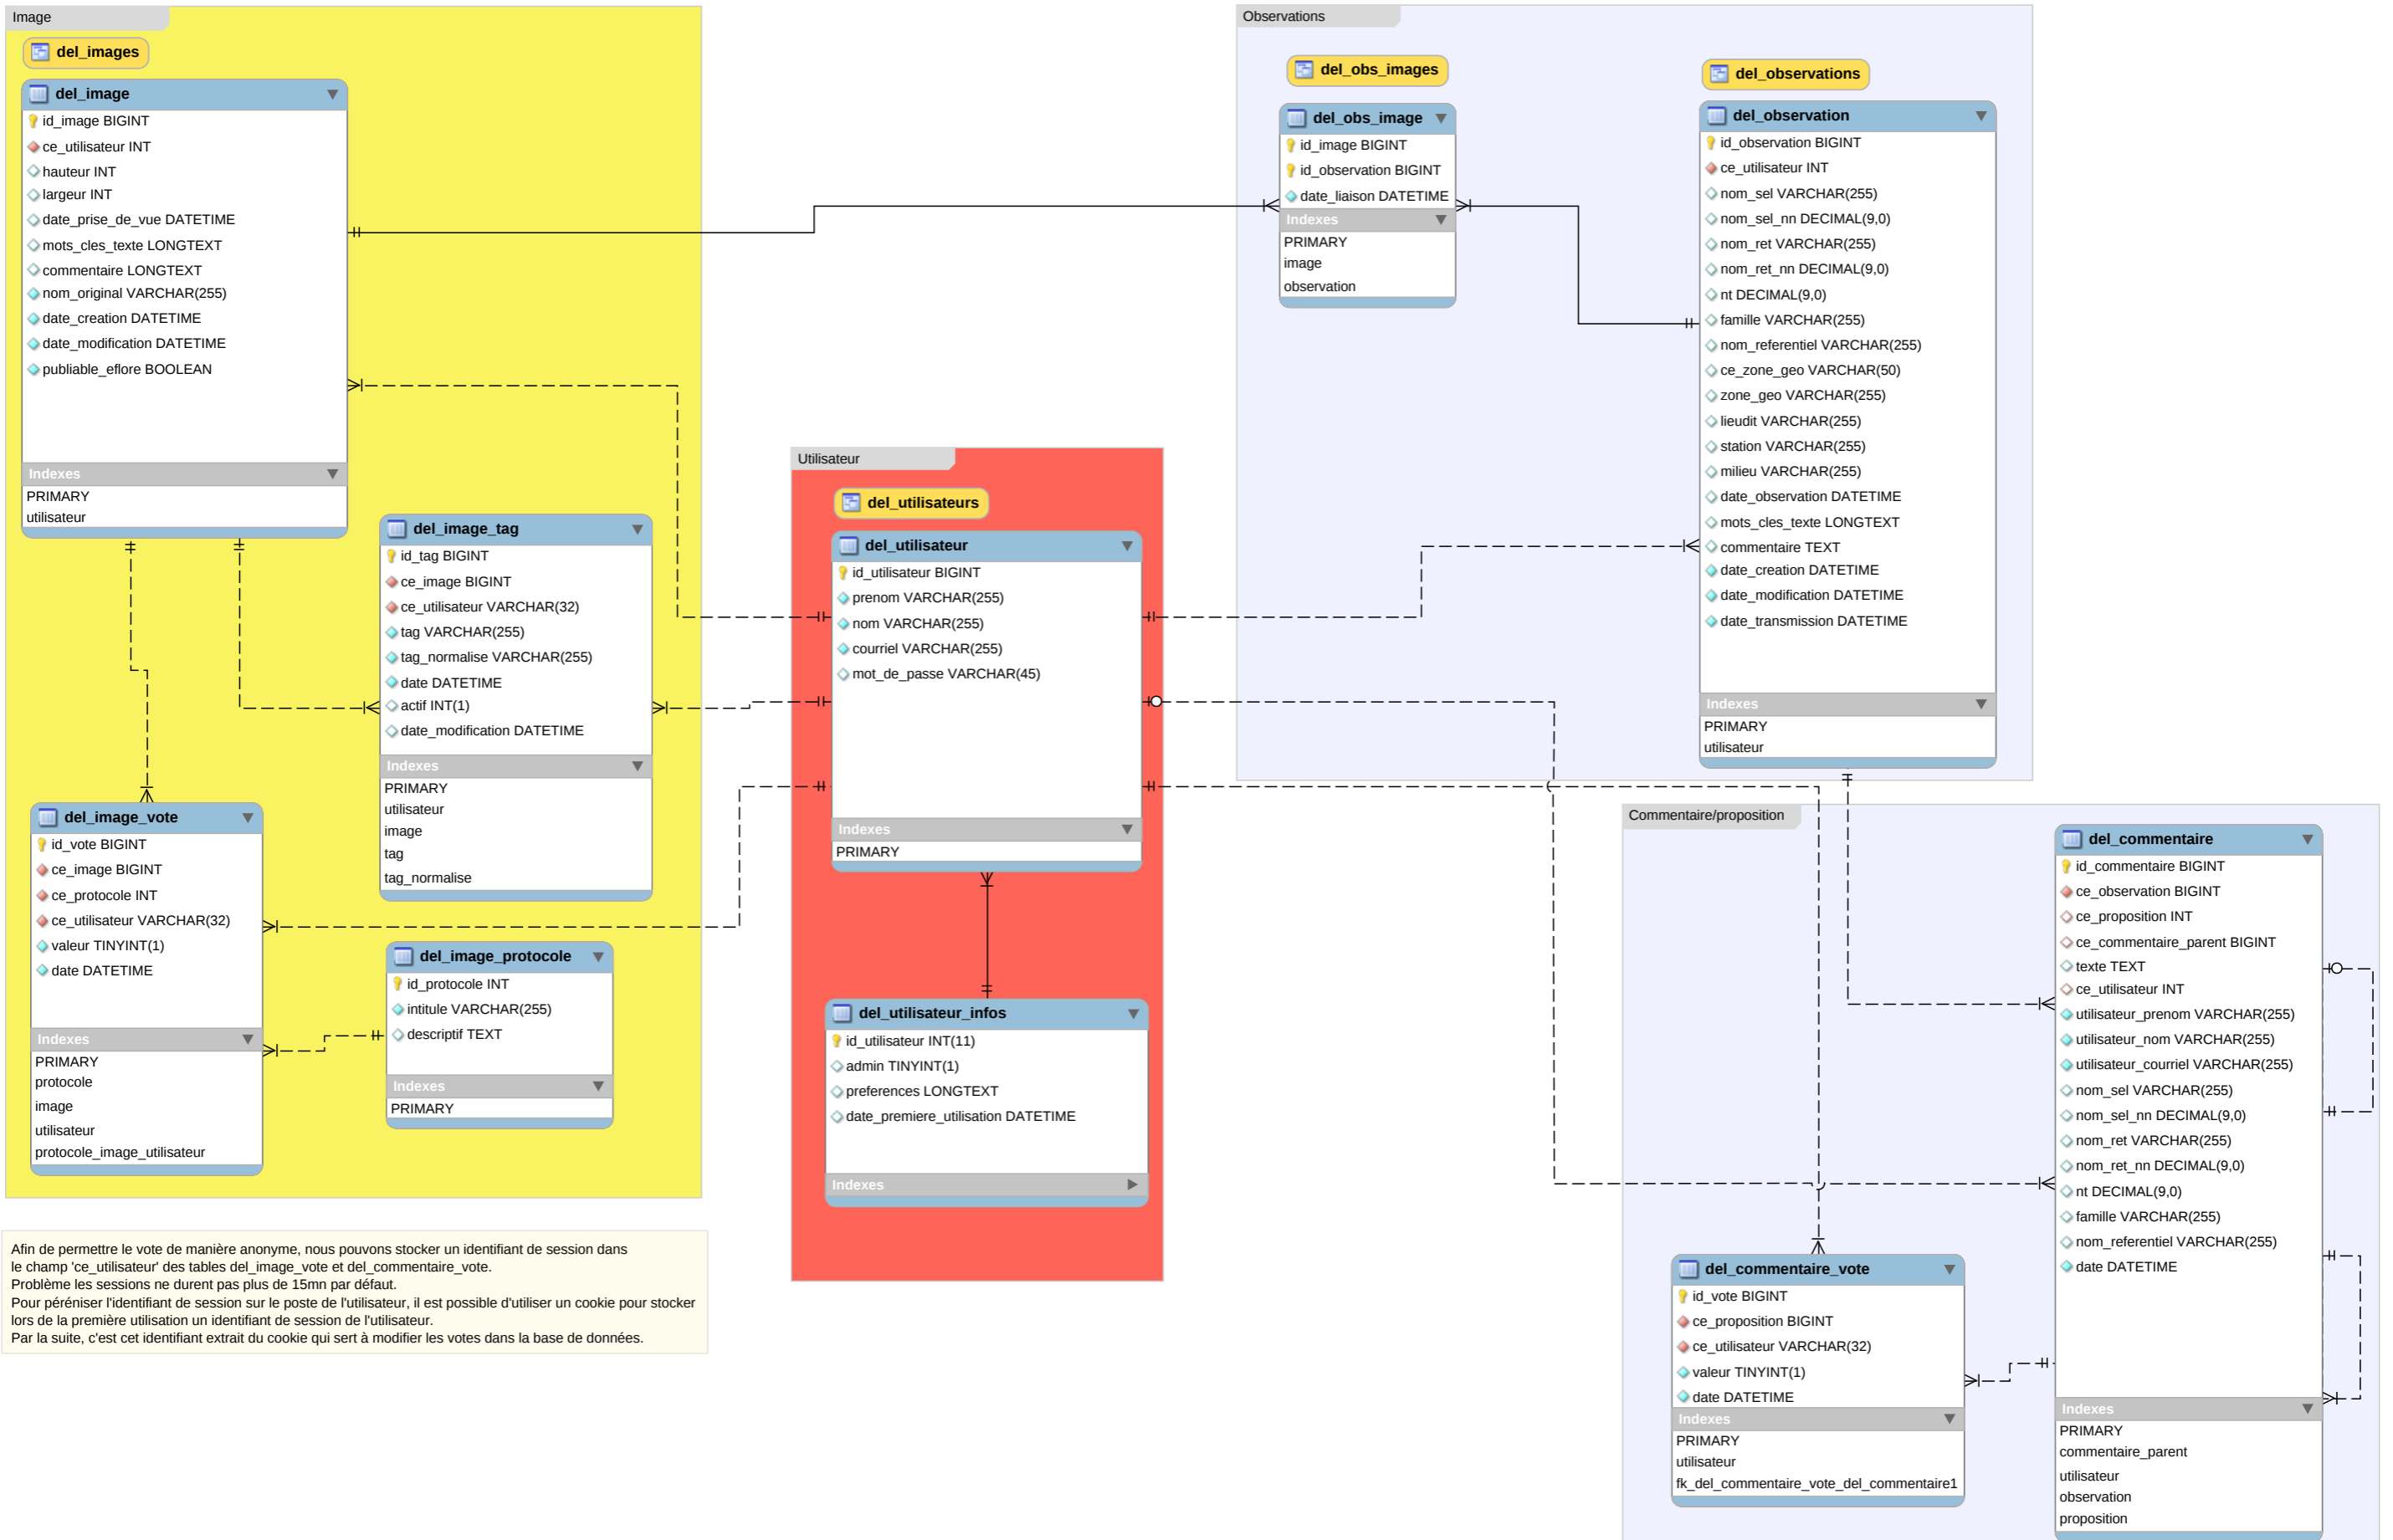 Image
del_images
del_image
id_image BIGINT
ce_utilisateur INT
hauteur INT
largeur INT
date_prise_de_vue DATETIME
mots_cles_texte LONGTEXT
commentaire LONGTEXT
nom_original VARCHAR(255)
date_creation DATETIME
date_modification DATETIME
publiable_eflore BOOLEAN
Indexes
PRIMARY
utilisateur
del_image_tag
id_tag BIGINT
ce_image BIGINT
ce_utilisateur VARCHAR(32)
tag VARCHAR(255)
tag_normalise VARCHAR(255)
date DATETIME
actif INT(1)
date_modification DATETIME
Indexes
PRIMARY
utilisateur
image
tag
tag_normalise
del_image_vote
id_vote BIGINT
ce_image BIGINT
ce_protocole INT
ce_utilisateur VARCHAR(32)
valeur TINYINT(1)
date DATETIME
Indexes
PRIMARY
protocole
image
utilisateur
protocole_image_utilisateur
del_image_protocole
id_protocole INT
intitule VARCHAR(255)
descriptif TEXT
Indexes
PRIMARY
Afin de permettre le vote de manière anonyme, nous pouvons stocker un identifiant de session dans
le champ 'ce_utilisateur' des tables del_image_vote et del_commentaire_vote.
Problème les sessions ne durent pas plus de 15mn par défaut.
Pour péréniser l'identifiant de session sur le poste de l'utilisateur, il est possible d'utiliser un cookie pour stocker
lors de la première utilisation un identifiant de session de l'utilisateur.
Par la suite, c'est cet identifiant extrait du cookie qui sert à modifier les votes dans la base de données.
Utilisateur
del_utilisateurs
del_utilisateur
id_utilisateur BIGINT
prenom VARCHAR(255)
nom VARCHAR(255)
courriel VARCHAR(255)
mot_de_passe VARCHAR(45)
Indexes
PRIMARY
del_utilisateur_infos
id_utilisateur INT(11)
admin TINYINT(1)
preferences LONGTEXT
date_premiere_utilisation DATETIME
Indexes
Observations
del_obs_images
del_obs_image
id_image BIGINT
id_observation BIGINT
date_liaison DATETIME
Indexes
PRIMARY
image
observation
del_observations
del_observation
id_observation BIGINT
ce_utilisateur INT
nom_sel VARCHAR(255)
nom_sel_nn DECIMAL(9,0)
nom_ret VARCHAR(255)
nom_ret_nn DECIMAL(9,0)
nt DECIMAL(9,0)
famille VARCHAR(255)
nom_referentiel VARCHAR(255)
ce_zone_geo VARCHAR(50)
zone_geo VARCHAR(255)
lieudit VARCHAR(255)
station VARCHAR(255)
milieu VARCHAR(255)
date_observation DATETIME
mots_cles_texte LONGTEXT
commentaire TEXT
date_creation DATETIME
date_modification DATETIME
date_transmission DATETIME
Indexes
PRIMARY
utilisateur
Commentaire/proposition
del_commentaire
id_commentaire BIGINT
ce_observation BIGINT
ce_proposition INT
ce_commentaire_parent BIGINT
texte TEXT
ce_utilisateur INT
utilisateur_prenom VARCHAR(255)
utilisateur_nom VARCHAR(255)
utilisateur_courriel VARCHAR(255)
nom_sel VARCHAR(255)
nom_sel_nn DECIMAL(9,0)
nom_ret VARCHAR(255)
nom_ret_nn DECIMAL(9,0)
nt DECIMAL(9,0)
famille VARCHAR(255)
nom_referentiel VARCHAR(255)
date DATETIME
Indexes
PRIMARY
commentaire_parent
utilisateur
observation
proposition
del_commentaire_vote
id_vote BIGINT
ce_proposition BIGINT
ce_utilisateur VARCHAR(32)
valeur TINYINT(1)
date DATETIME
Indexes
PRIMARY
utilisateur
fk_del_commentaire_vote_del_commentaire1